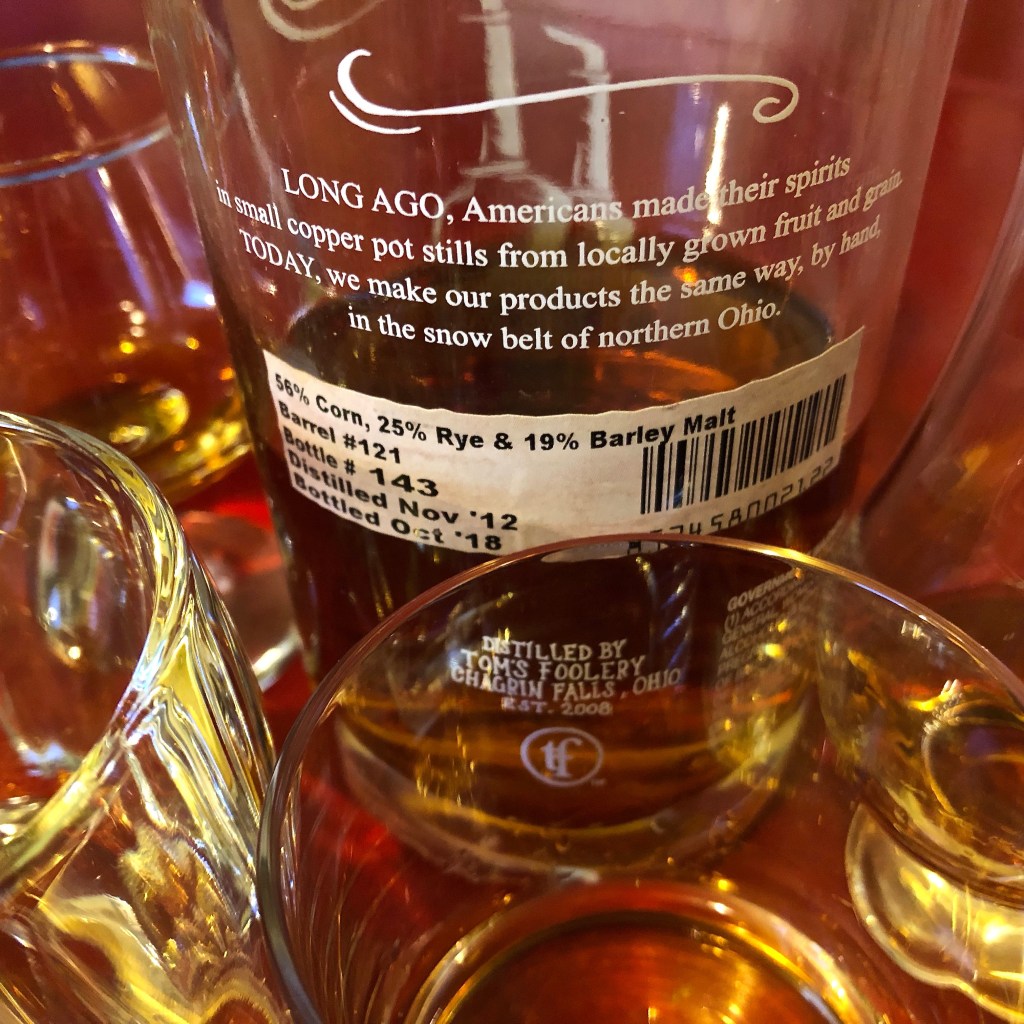 LONG AGO, Americans made their spirits
in small copper pot stills from locally grown fruit and grain.
TODAY, we make our products the same way, by hand,
in the snow belt of northern Ohio.
56% Corn, 25% Rye & 19% Barley Malt
Barrel #121
Bottle # 143
Distilled Nov '12
Bottled Oct '18
DISTILLED BY
TOM'S FOOLERY
CHAGRIN FALLS, OHIO
EST. 2008
tf